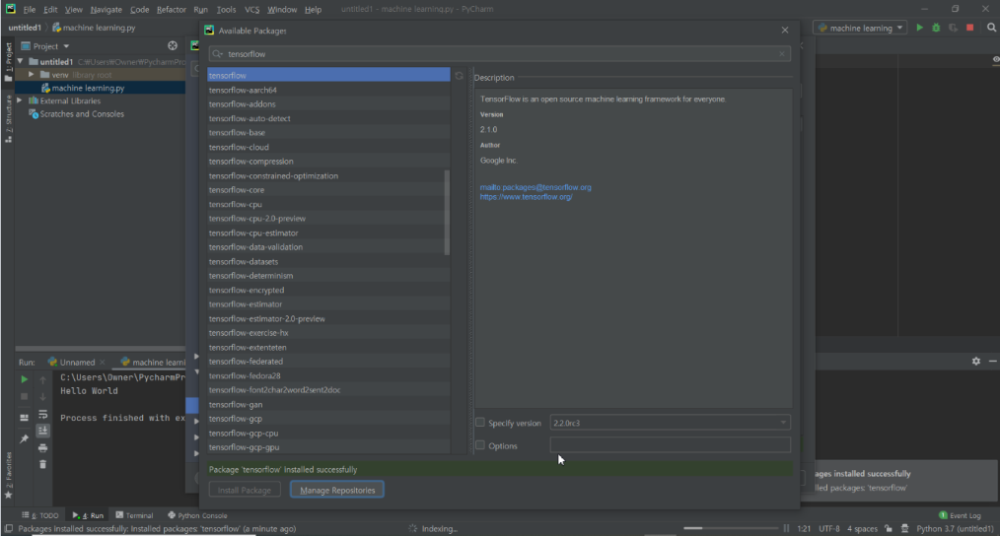 File Edit View Navigate Code Refactor Run Tools VCS Window Help untitled1 - machine learning.py - PyCharm
untitled1 machine learning.py
machine learning
Available Packages
1: Project
Project
untitled1 C:₩Users₩Owner₩PycharmPro
venv library root
machine learning.py
External Libraries
Scratches and Consoles
7: Structure
2: Favorites
tensorflow
tensorflow
tensorflow-aarch64
tensorflow-addons
tensorflow-auto-detect
tensorflow-base
tensorflow-cloud
tensorflow-compression
tensorflow-constrained-optimization
tensorflow-core
tensorflow-cpu
tensorflow-cpu-2.0-preview
tensorflow-cpu-estimator
tensorflow-data-validation
tensorflow-datasets
tensorflow-determinism
tensorflow-encrypted
tensorflow-estimator
tensorflow-estimator-2.0-preview
tensorflow-exercise-hx
tensorflow-extenteten
tensorflow-federated
tensorflow-fedora28
tensorflow-font2char2word2sent2doc
tensorflow-gan
tensorflow-gcp
tensorflow-gcp-cpu
tensorflow-gcp-gpu
Description
TensorFlow is an open source machine learning framework for everyone.
Version
2.1.0
Author
Google Inc.
mailto:packages@tensorflow.org
https://www.tensorflow.org/
Specify version 2.2.0rc3
Options
Package 'tensorflow' installed successfully
Install Package Manage Repositories
Run: Unnamed machine learni
C:\Users\Owner\PycharmPr
Hello World
Process finished with ex
ages installed successfully
lled packages: 'tensorflow'
6: TODO 4: Run Terminal Python Console 1 Event Log
Packages installed successfully: Installed packages: 'tensorflow' (a minute ago) Indexing... 1:21 UTF-8 4 spaces Python 3.7 (untitled1)